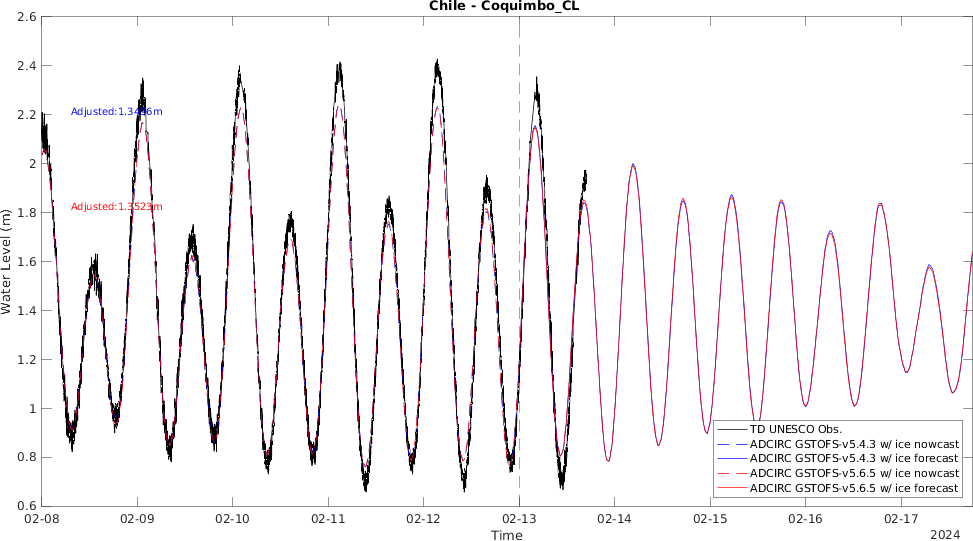 Chile - Coquimbo_CL
2.6
2.4
2.2
2
1.8
1.6
1.4
1.2
1
0.8
0.6
Water Level (m)
Adjusted:1.3523m
TD UNESCO Obs.
ADCIRC GSTOFS-v5.4.3 w/ ice nowcast
ADCIRC GSTOFS-v5.4.3 w/ ice forecast
ADCIRC GSTOFS-v5.6.5 w/ ice nowcast
ADCIRC GSTOFS-v5.6.5 w/ ice forecast
02-08 02-09 02-10 02-11 02-12 02-13 02-14 02-15 02-16 02-17
Time
2024